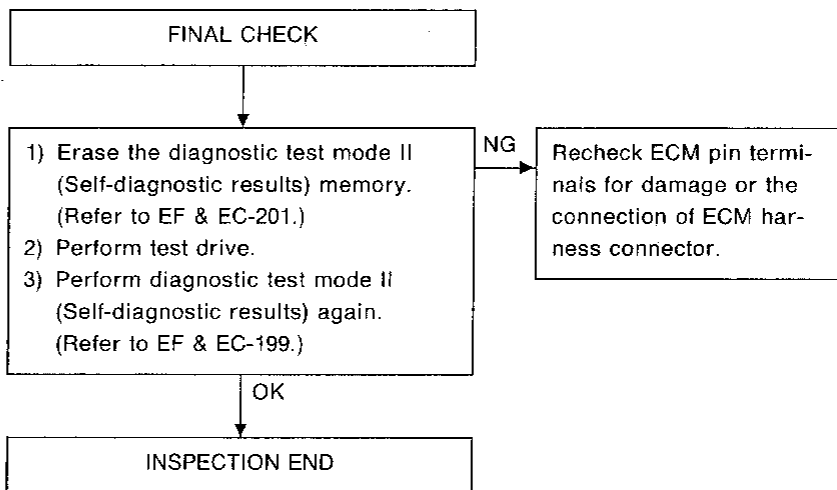 FINAL CHECK
1) Erase the diagnostic test mode II
(Self-diagnostic results) memory.
(Refer to EF & EC-201.)
2) Perform test drive.
3) Perform diagnostic test mode II
(Self-diagnostic results) again.
(Refer to EF & EC-199.)
NG
Recheck ECM pin termi-
nals for damage or the
connection of ECM har-
ness connector.
OK
INSPECTION END